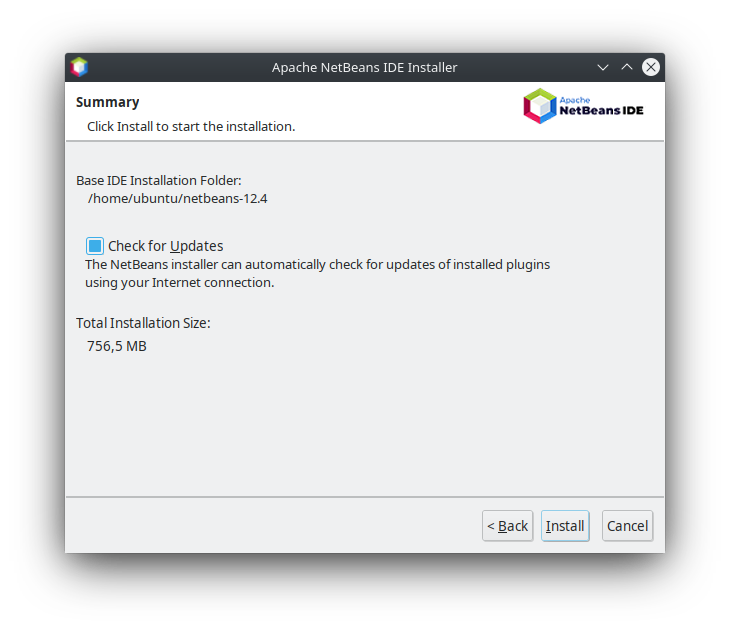 Apache NetBeans IDE Installer
Summary
Click Install to start the installation.
Apache
NetBeans IDE
Base IDE Installation Folder:
/home/ubuntu/netbeans-12.4
Check for Updates
The NetBeans installer can automatically check for updates of installed plugins
using your Internet connection.
Total Installation Size:
756,5 MB
< Back Install Cancel